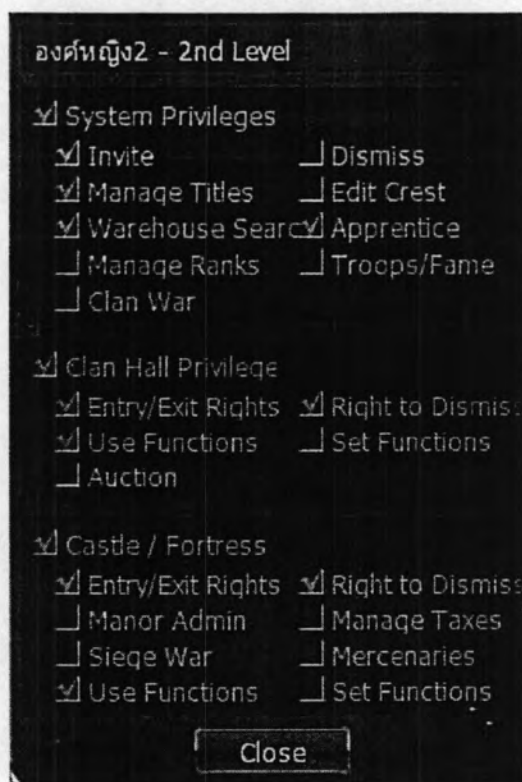 องค์หญิง2 - 2nd Level
System Privileges
Invite Dismiss
Manage Titles Edit Crest
Warehouse Searc Apprentice
Manage Ranks Troops/Fame
Clan War
Clan Hall Privilege
Entry/Exit Rights Right to Dismiss
Use Functions Set Functions
Auction
Castle / Fortress
Entry/Exit Rights Right to Dismiss
Manor Admin Manage Taxes
Siege War Mercenaries
Use Functions Set Functions
Close